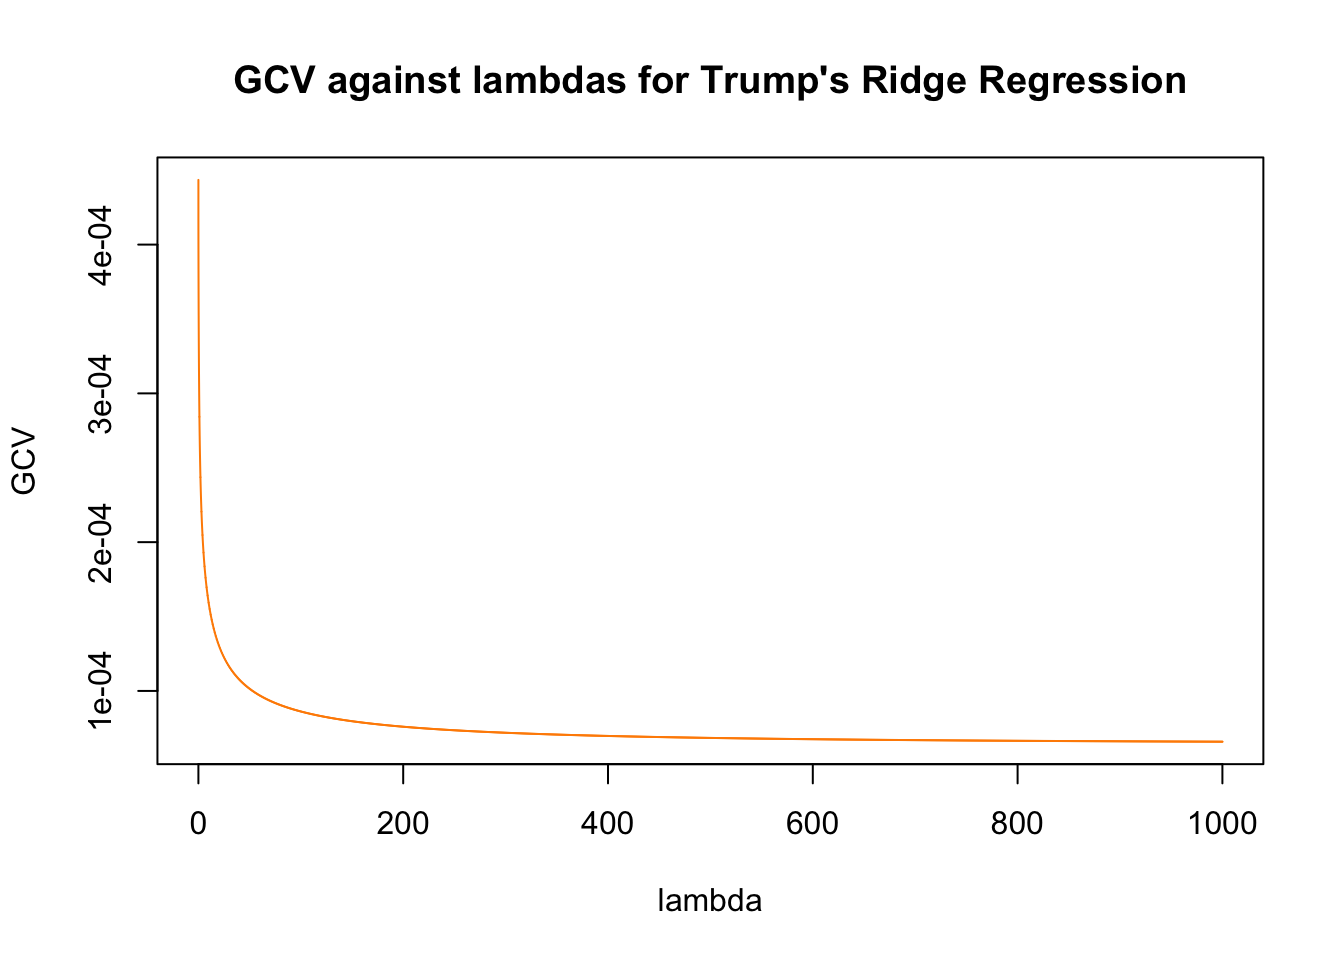 GCV against lambdas for Trump's Ridge Regression
GCV
4e-04
3e-04
2e-04
1e-04
0 200 400 600 800 1000
lambda